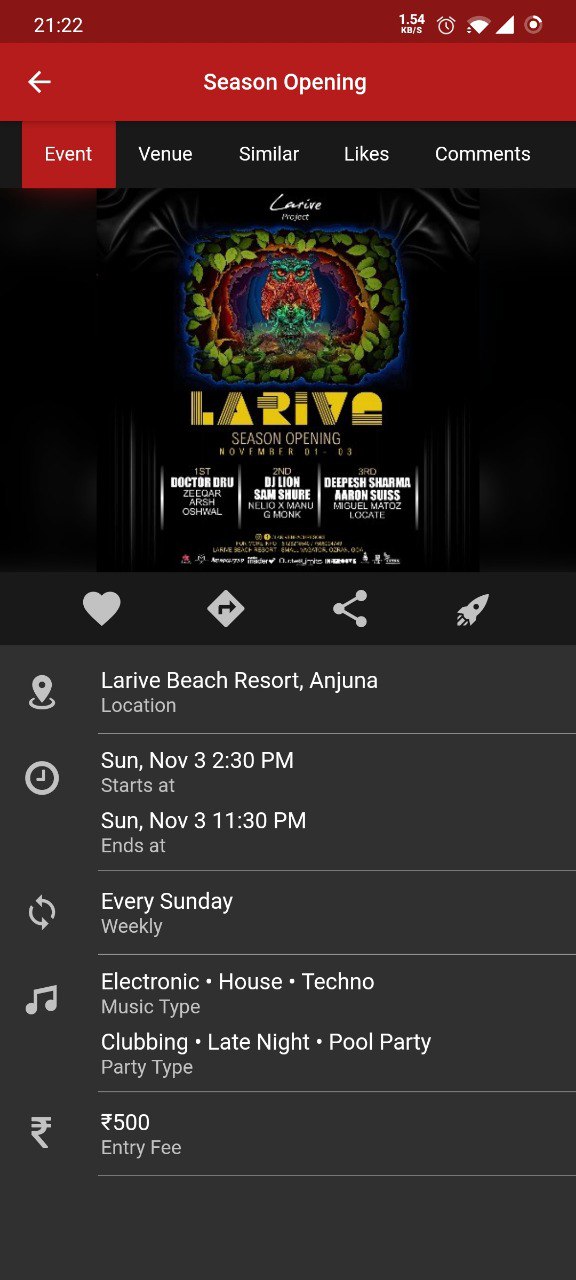 21:22
1.54
KB/S
Season Opening
Event Venue Similar Likes Comments
Larive
Project
LARIVE
SEASON OPENING
NOVEMBER 01- 03
1ST 2ND 3RD
DOCTOR DRU DJ LION DEEPESH SHARMA
ZEEQAR SAM SHURE AARON SUISS
ARSH NELIO X MANU MIGUEL MATOZ
OSHWAL G MONK LOCATE
LARIVE BEACH RESORT SMALL VAGATOR, OZRAN, GOA
Larive Beach Resort, Anjuna
Location
Sun, Nov 3 2:30 PM
Starts at
Sun, Nov 3 11:30 PM
Ends at
Every Sunday
Weekly
Electronic • House • Techno
Music Type
Clubbing • Late Night • Pool Party
Party Type
₹500
Entry Fee